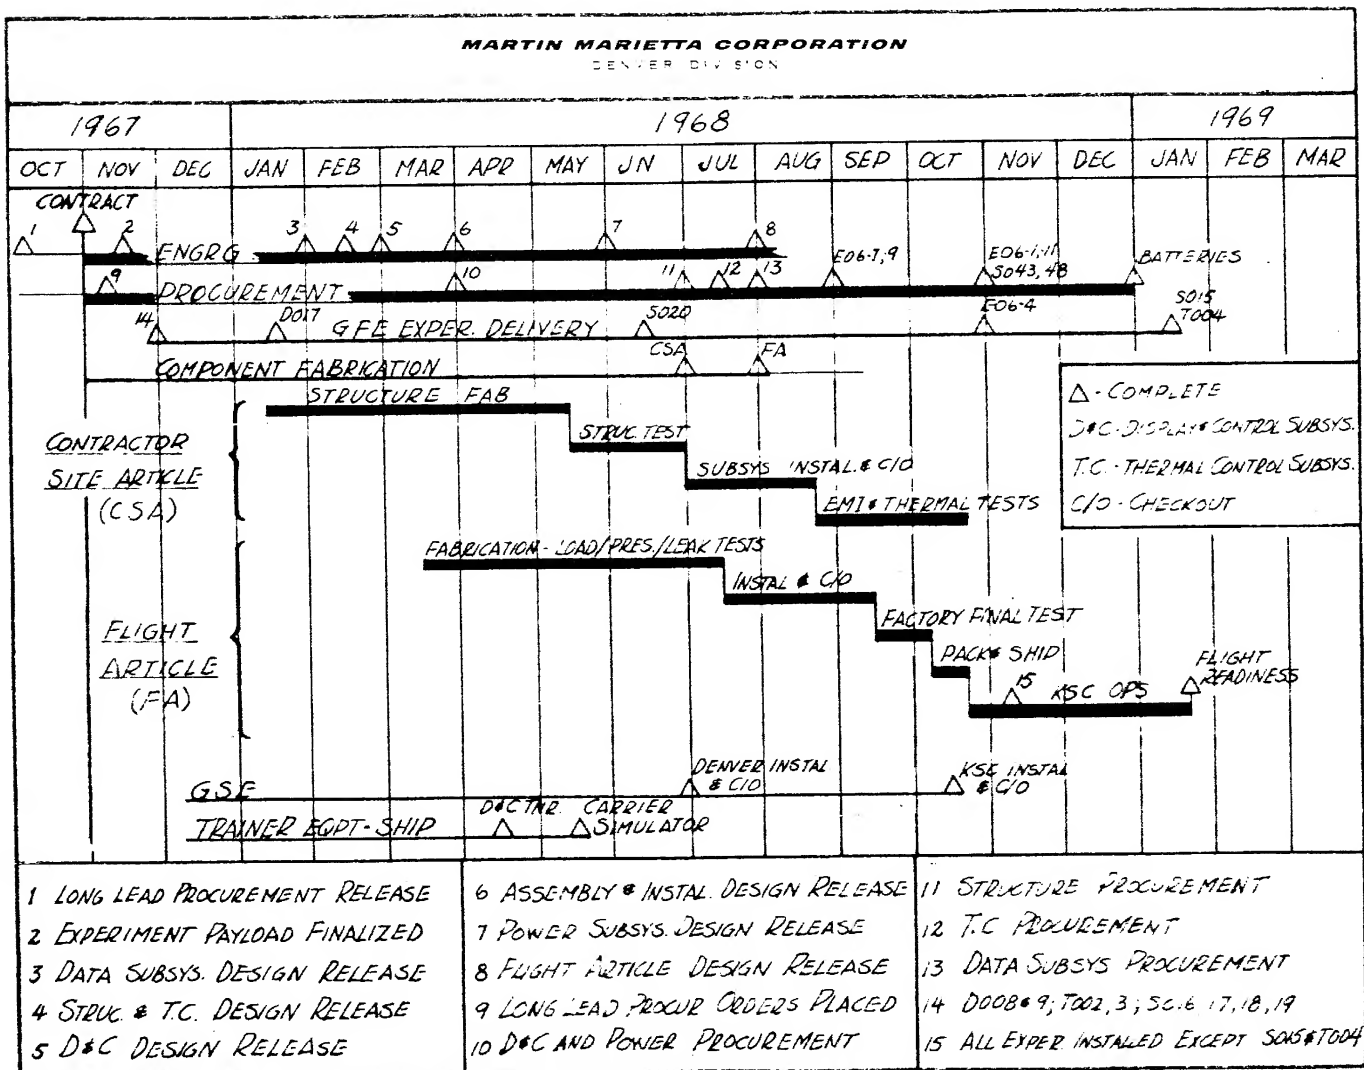 MARTIN MARIETTA CORPORATION
DENVER DIVISION
1967 1968 1969
OCT NOV DEC JAN FEB MAR APR MAY JN JUL AUG SEP OCT NOV DEC JAN FEB MAR
CONTRACT
1 2 3 4 5 6 7 8
ENGRG
9 10 11 12 13 E06-1,9 E06-1,11 BATTERIES
S043,48
PROCUREMENT
14 D017 S020 E06-4 S015
T004
GFE EXPER. DELIVERY
CSA FA
COMPONENT FABRICATION
STRUCTURE FAB
STRUC. TEST
SUBSYS INSTAL. & C/O
EMI & THERMAL TESTS
CONTRACTOR
SITE ARTICLE
(CSA)
△ - COMPLETE
D&C - DISPLAY & CONTROL SUBSYS.
T.C. - THERMAL CONTROL SUBSYS.
C/O - CHECKOUT
FABRICATION - LOAD/PRES./LEAK TESTS
INSTAL & C/O
FACTORY FINAL TEST
PACK & SHIP
15 KSC OPS
FLIGHT
READINESS
FLIGHT
ARTICLE
(FA)
GSE
DENVER INSTAL
& C/O
KSC INSTAL
& C/O
TRAINER EQPT - SHIP
D&C TNR. CARRIER
SIMULATOR
1 LONG LEAD PROCUREMENT RELEASE
2 EXPERIMENT PAYLOAD FINALIZED
3 DATA SUBSYS. DESIGN RELEASE
4 STRUC. & T.C. DESIGN RELEASE
5 D&C DESIGN RELEASE
6 ASSEMBLY & INSTAL. DESIGN RELEASE
7 POWER SUBSYS. DESIGN RELEASE
8 FLIGHT ARTICLE DESIGN RELEASE
9 LONG LEAD PROCUR ORDERS PLACED
10 D&C AND POWER PROCUREMENT
11 STRUCTURE PROCUREMENT
12 T.C PROCUREMENT
13 DATA SUBSYS PROCUREMENT
14 D008&9; T002,3; 17, 18, 19
15 ALL EXPER INSTALLED EXCEPT S015 & T004